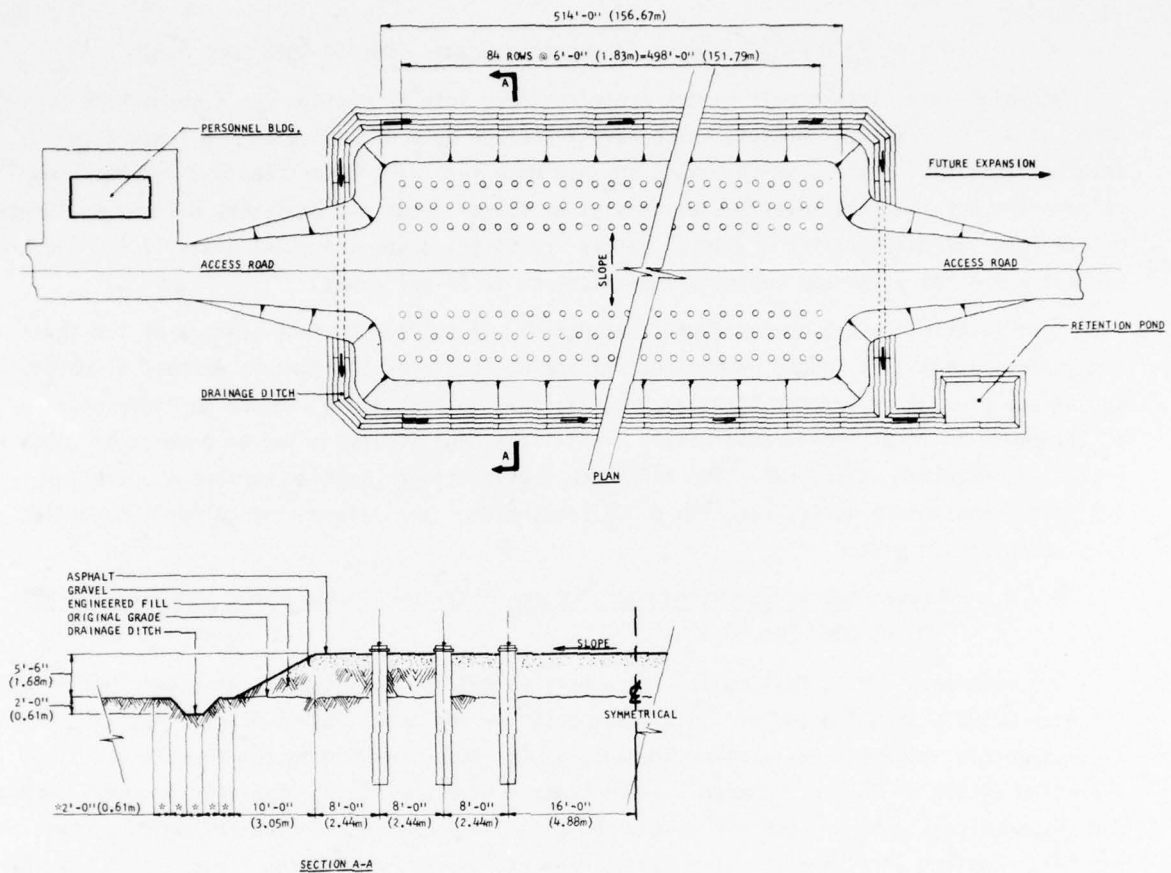 514'-0" (156.67m)
84 ROWS @ 6'-0" (1.83m)=498'-0" (151.79m)
A
PERSONNEL BLDG.
FUTURE EXPANSION
ACCESS ROAD
SLOPE
ACCESS ROAD
RETENTION POND
DRAINAGE DITCH
A
PLAN
ASPHALT
GRAVEL
ENGINEERED FILL
ORIGINAL GRADE
DRAINAGE DITCH
SLOPE
5'-6"
(1.68m)
2'-0"
(0.61m)
℄
SYMMETRICAL
*2'-0"(0.61m) * * * * *
10'-0"
(3.05m)
8'-0"
(2.44m)
8'-0"
(2.44m)
8'-0"
(2.44m)
16'-0"
(4.88m)
SECTION A-A